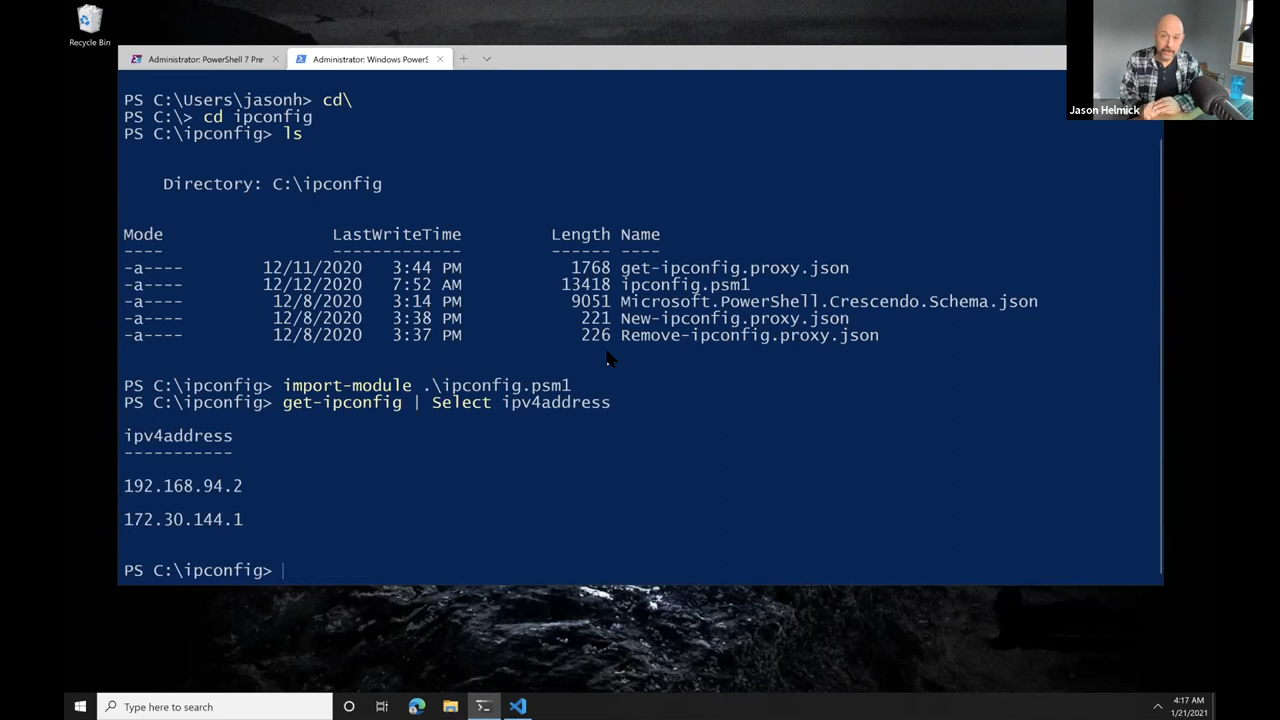 Recycle Bin
Administrator: PowerShell 7 Pre
Administrator: Windows PowerS
Jason Helmick
PS C:\Users\jasonh> cd\
PS C:\> cd ipconfig
PS C:\ipconfig> ls
Directory: C:\ipconfig
Mode LastWriteTime Length Name
---- ------------- ------ ----
-a---- 12/11/2020 3:44 PM 1768 get-ipconfig.proxy.json
-a---- 12/12/2020 7:52 AM 13418 ipconfig.psm1
-a---- 12/8/2020 3:14 PM 9051 Microsoft.PowerShell.Crescendo.Schema.json
-a---- 12/8/2020 3:38 PM 221 New-ipconfig.proxy.json
-a---- 12/8/2020 3:37 PM 226 Remove-ipconfig.proxy.json
PS C:\ipconfig> import-module .\ipconfig.psm1
PS C:\ipconfig> get-ipconfig | Select ipv4address
ipv4address
-----------
192.168.94.2
172.30.144.1
PS C:\ipconfig>
Type here to search
4:17 AM
1/21/2021